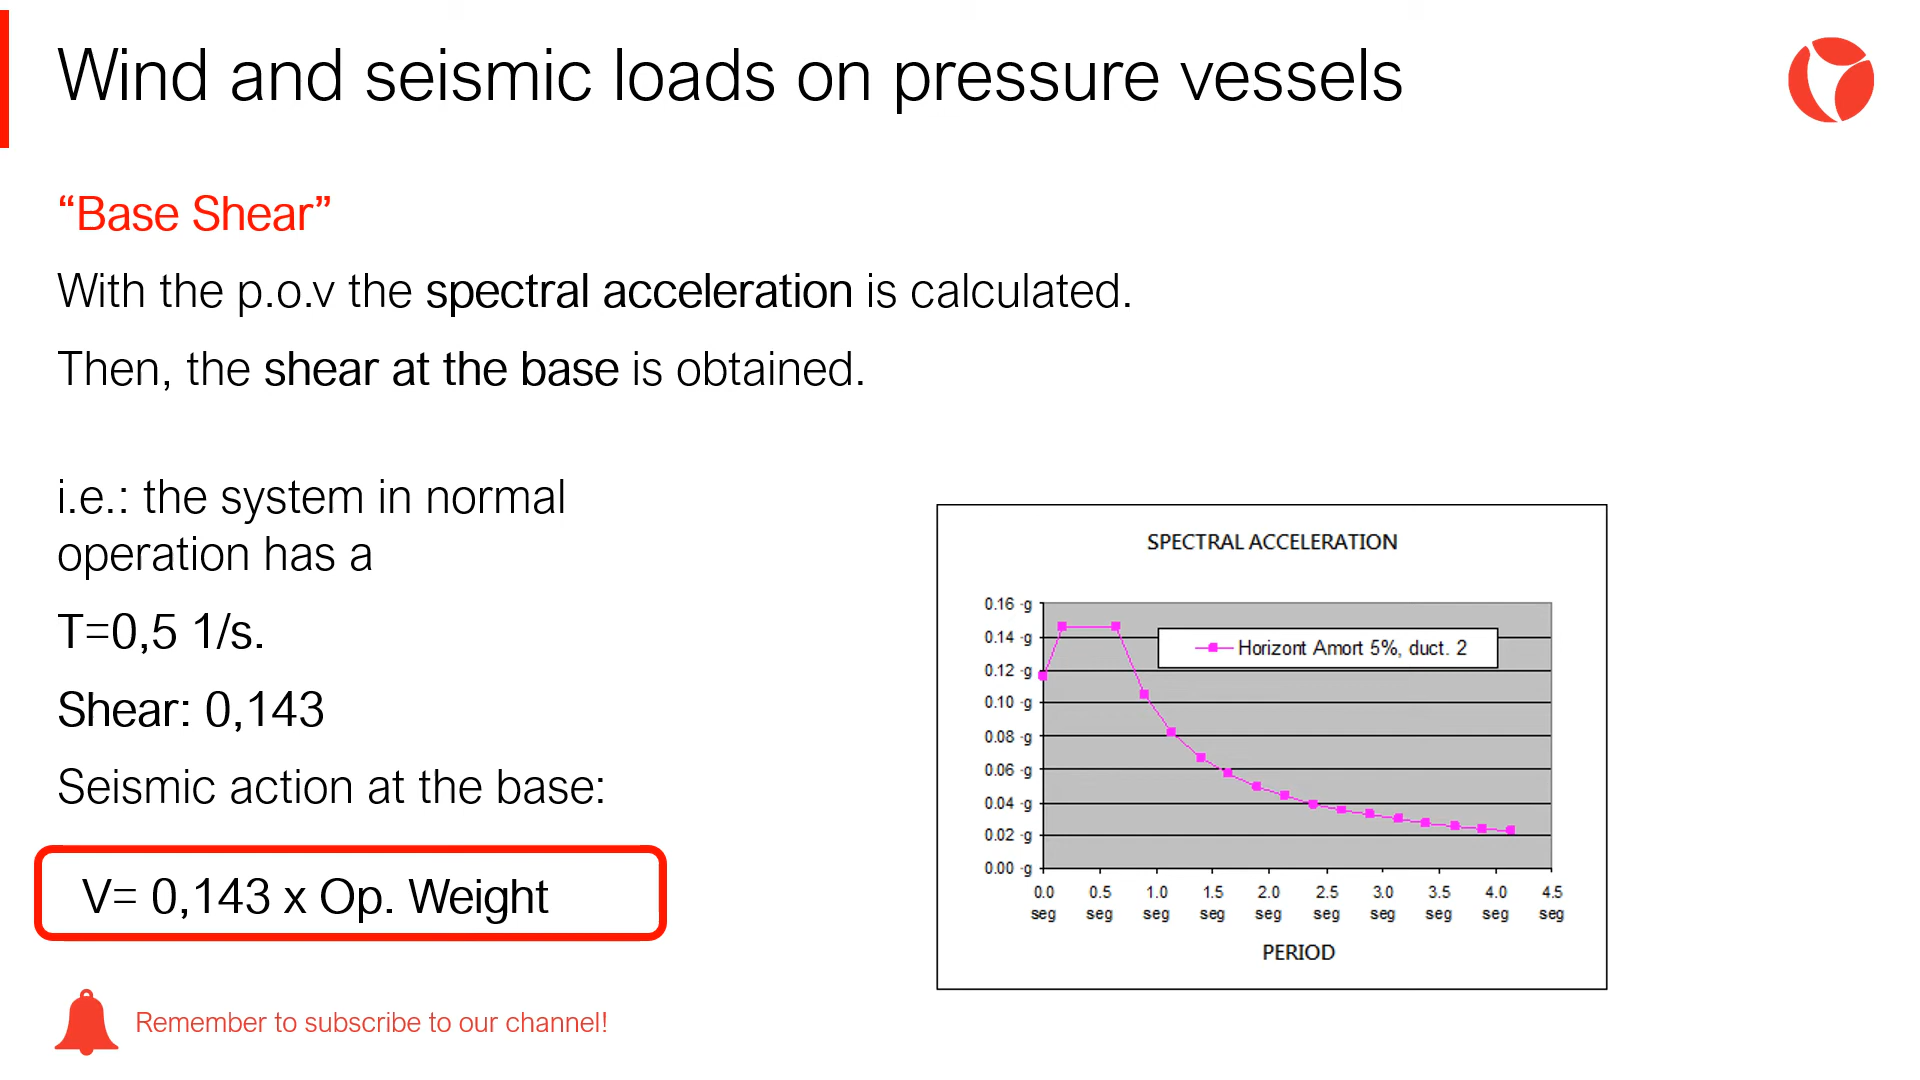 Wind and seismic loads on pressure vessels
“Base Shear”
With the p.o.v the spectral acceleration is calculated.
Then, the shear at the base is obtained.
i.e.: the system in normal
operation has a
T=0,5 1/s.
Shear: 0,143
Seismic action at the base:
V= 0,143 x Op. Weight
Remember to subscribe to our channel!
SPECTRAL ACCELERATION
0.16 -g
0.14 -g
0.12 -g
0.10 -g
0.08 -g
0.06 -g
0.04 -g
0.02 -g
0.00 -g
Horizont Amort 5%, duct. 2
0.0 0.5 1.0 1.5 2.0 2.5 3.0 3.5 4.0 4.5
seg seg seg seg seg seg seg seg seg seg
PERIOD